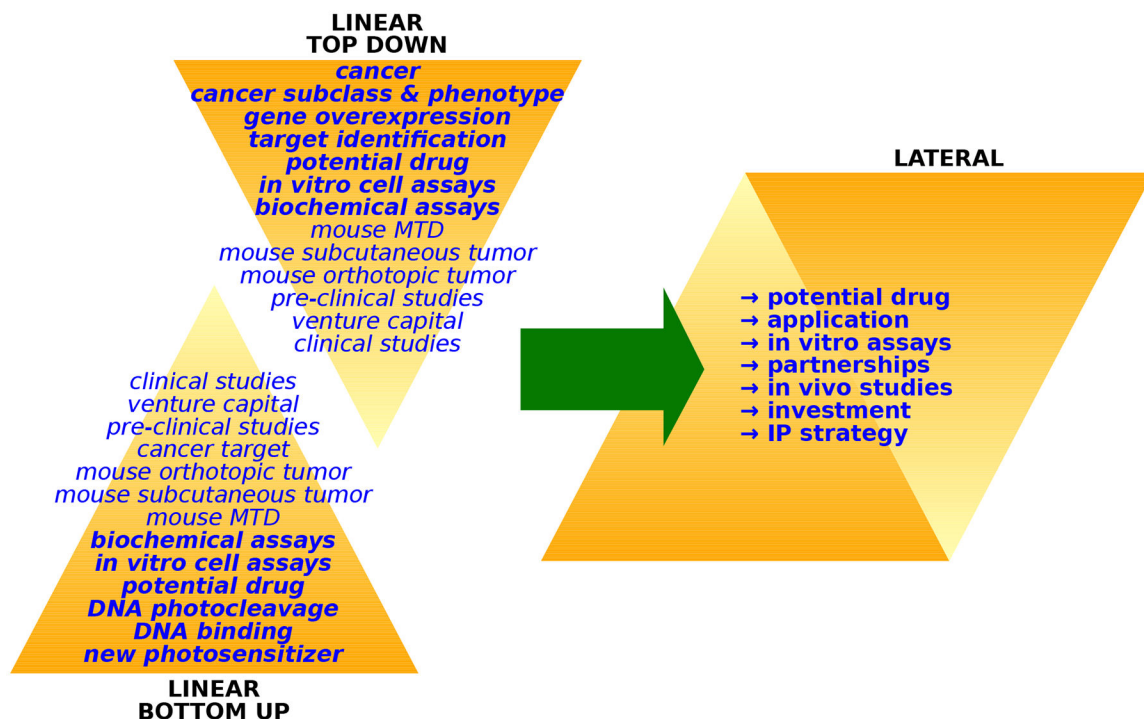 LINEAR
TOP DOWN
cancer
cancer subclass & phenotype
gene overexpression
target identification
potential drug
in vitro cell assays
biochemical assays
mouse MTD
mouse subcutaneous tumor
mouse orthotopic tumor
pre-clinical studies
venture capital
clinical studies
clinical studies
venture capital
pre-clinical studies
cancer target
mouse orthotopic tumor
mouse subcutaneous tumor
mouse MTD
biochemical assays
in vitro cell assays
potential drug
DNA photocleavage
DNA binding
new photosensitizer
LINEAR
BOTTOM UP
LATERAL
→ potential drug
→ application
→ in vitro assays
→ partnerships
→ in vivo studies
→ investment
→ IP strategy